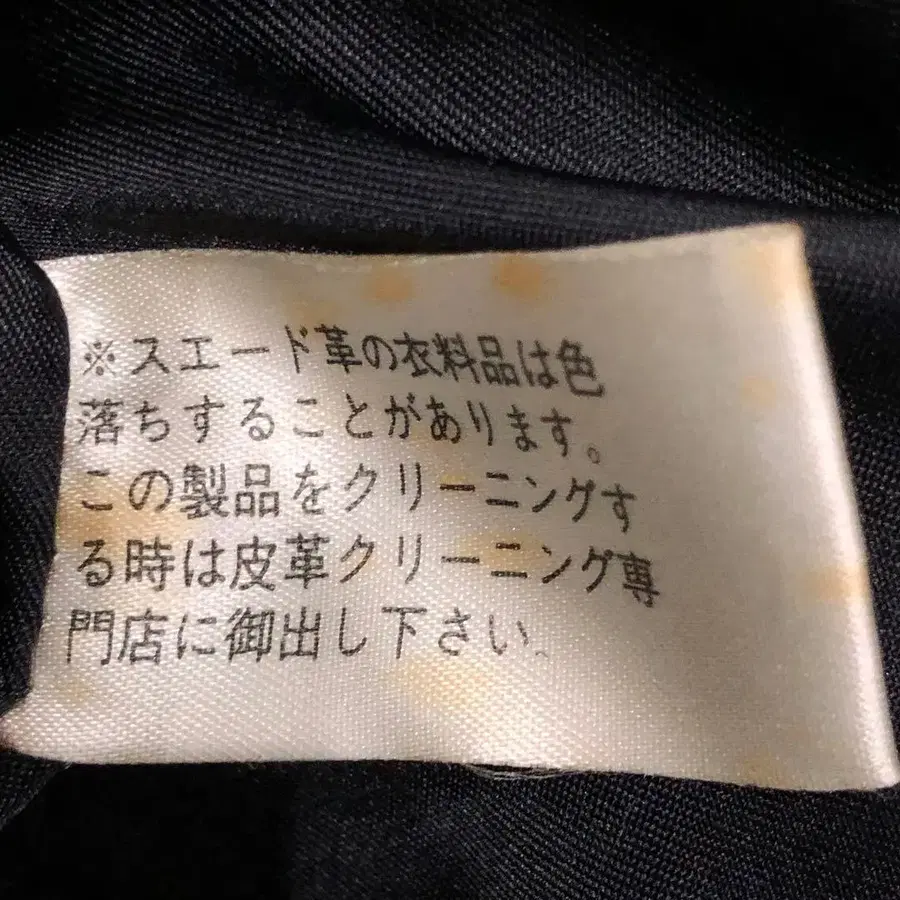 ※スエード革の衣料品は色
落ちすることがあります。
この製品をクリーニングす
る時は皮革クリーニング専
門店に御出し下さい。